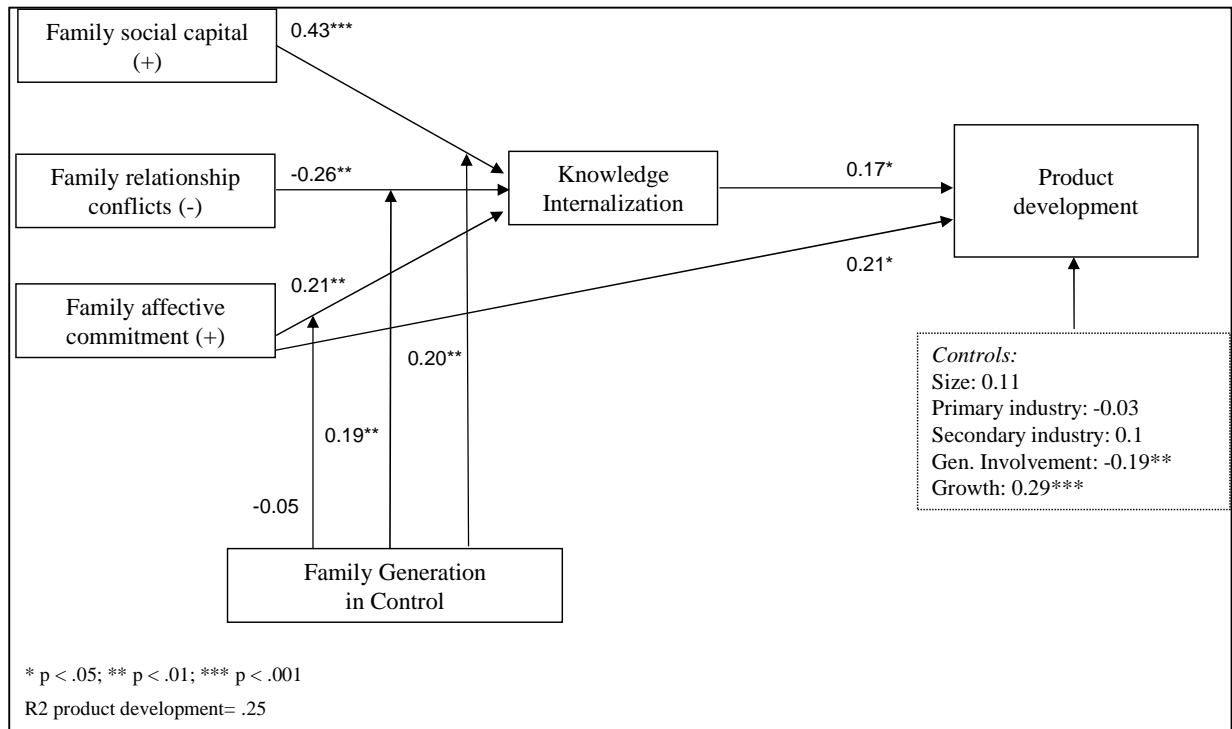 Family social capital
(+)
0.43***
Family relationship
conflicts (-)
-0.26**
Knowledge
Internalization
0.17*
Product
development
Family affective
commitment (+)
0.21**
0.21*
0.20**
0.19**
-0.05
Controls:
Size: 0.11
Primary industry: -0.03
Secondary industry: 0.1
Gen. Involvement: -0.19**
Growth: 0.29***
Family Generation
in Control
* p < .05; ** p < .01; *** p < .001
R2 product development= .25